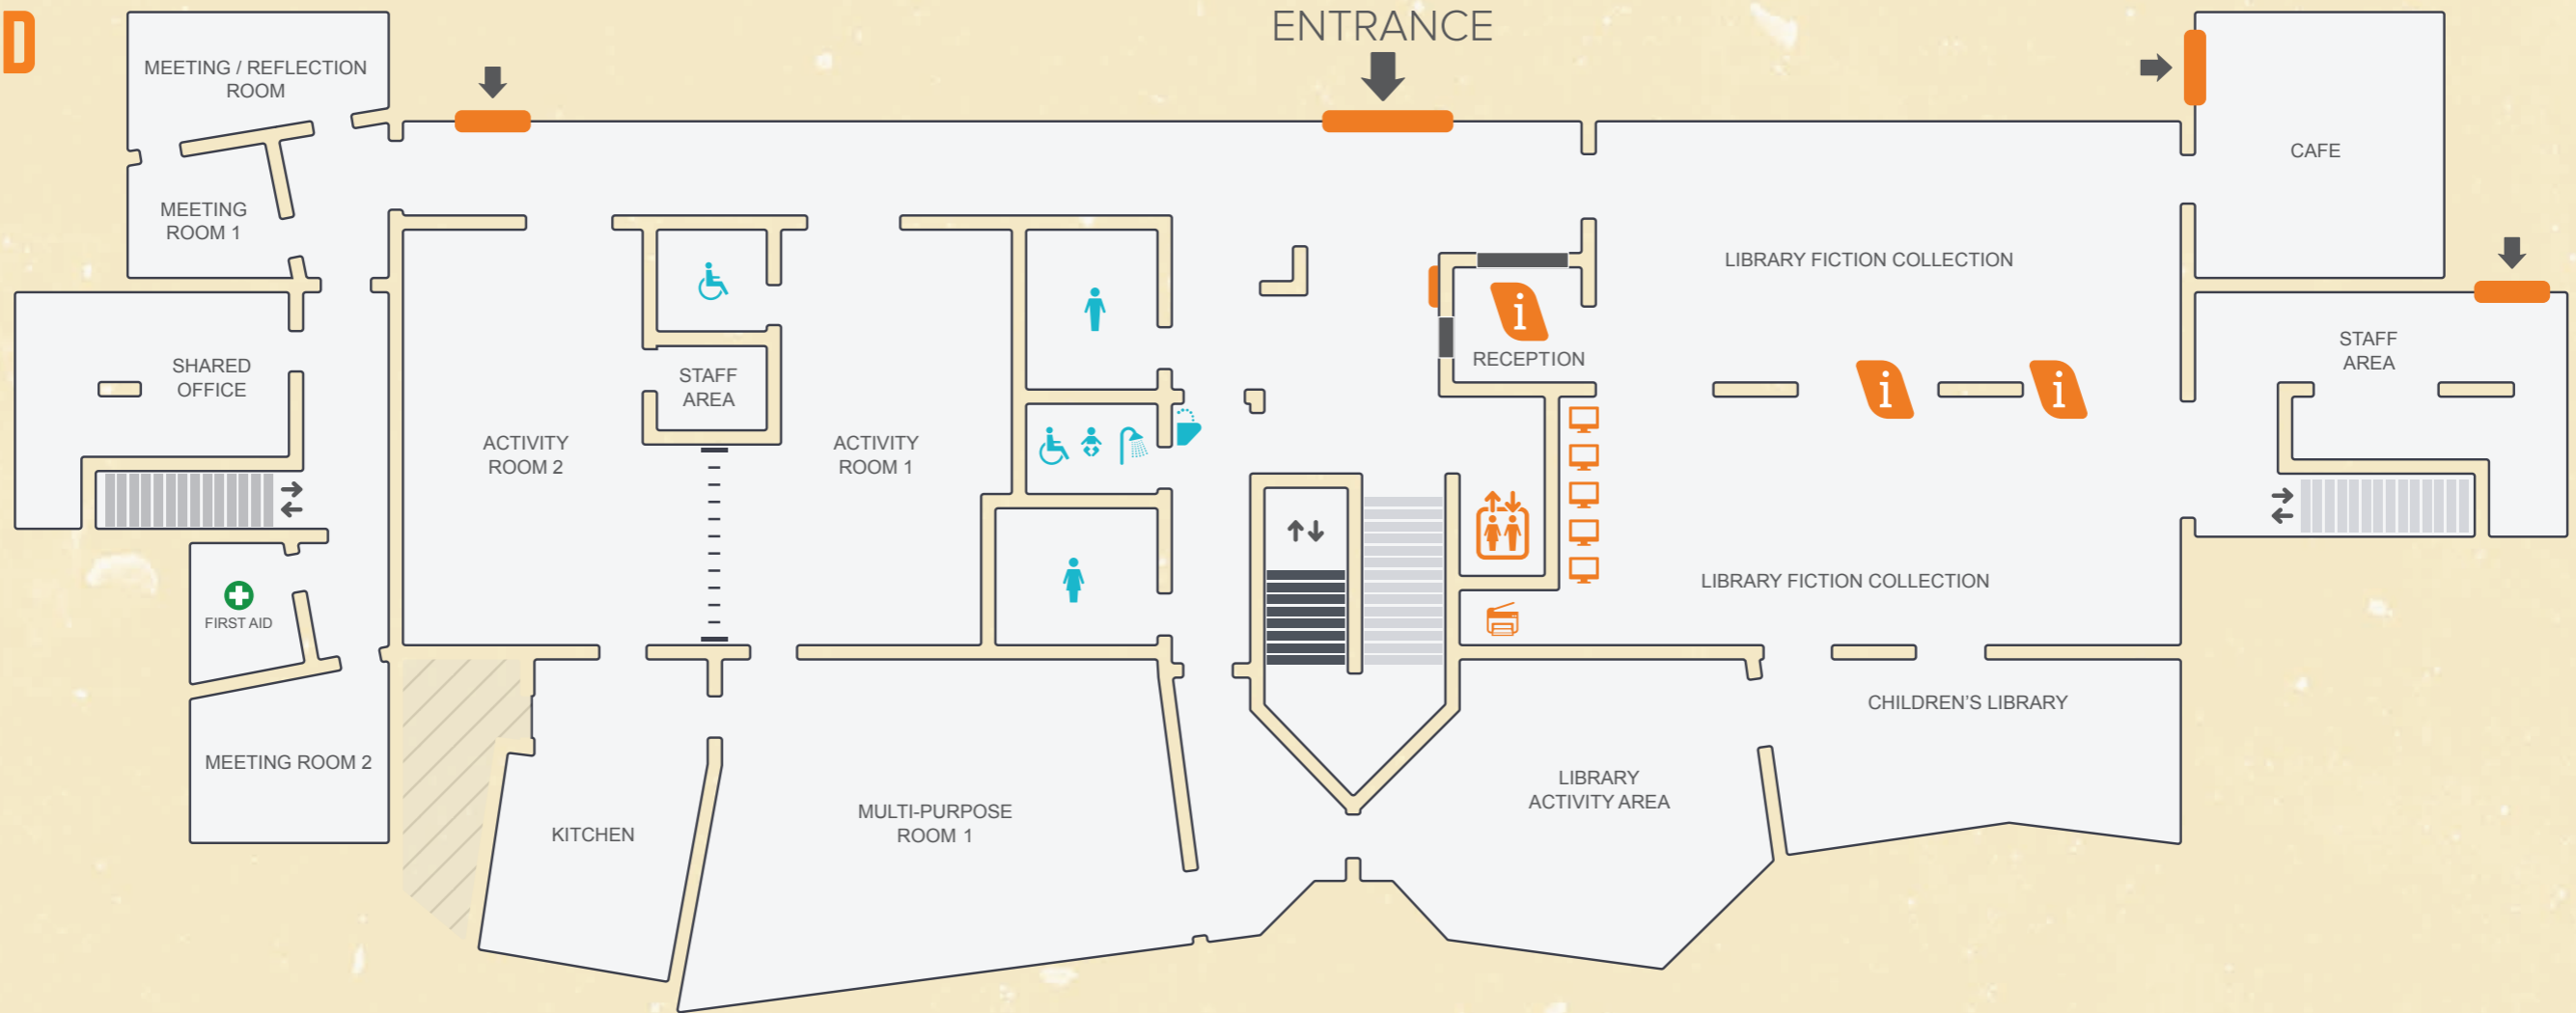 D
ENTRANCE
MEETING / REFLECTION
ROOM
MEETING
ROOM 1
SHARED
OFFICE
FIRST AID
MEETING ROOM 2
ACTIVITY
ROOM 2
STAFF
AREA
ACTIVITY
ROOM 1
KITCHEN
MULTI-PURPOSE
ROOM 1
i
RECEPTION
LIBRARY FICTION COLLECTION
i
i
LIBRARY FICTION COLLECTION
CHILDREN'S LIBRARY
LIBRARY
ACTIVITY AREA
CAFE
STAFF
AREA